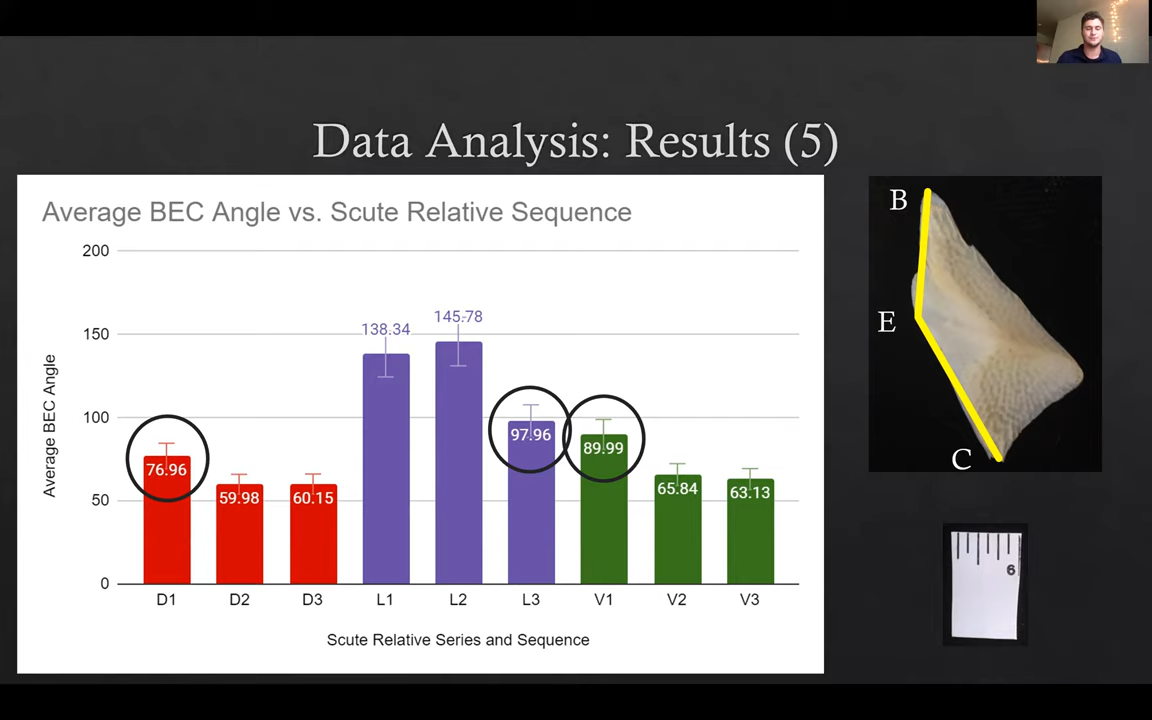 Data Analysis: Results (5)
Average BEC Angle vs. Scute Relative Sequence
200
150
100
50
0
Average BEC Angle
76.96
59.98
60.15
138.34
145.78
97.96
89.99
65.84
63.13
D1 D2 D3 L1 L2 L3 V1 V2 V3
Scute Relative Series and Sequence
B
E
C
6